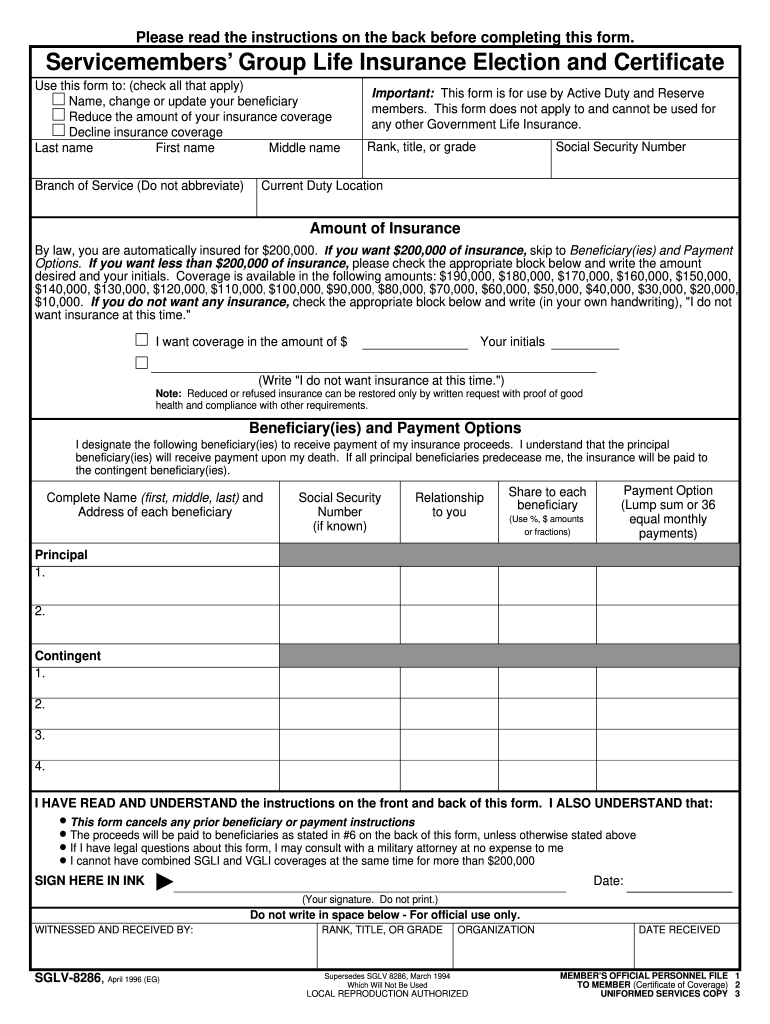 Please read the instructions on the back before completing this form.
Servicemembers' Group Life Insurance Election and Certificate
Use this form to: (check all that apply)
Name, change or update your beneficiary
Reduce the amount of your insurance coverage
Decline insurance coverage
Important: This form is for use by Active Duty and Reserve
members. This form does not apply to and cannot be used for
any other Government Life Insurance.
Last name First name Middle name Rank, title, or grade Social Security Number
Branch of Service (Do not abbreviate) Current Duty Location
Amount of Insurance
By law, you are automatically insured for $200,000. If you want $200,000 of insurance, skip to Beneficiary(ies) and Payment
Options. If you want less than $200,000 of insurance, please check the appropriate block below and write the amount
desired and your initials. Coverage is available in the following amounts: $190,000, $180,000, $170,000, $160,000, $150,000,
$140,000, $130,000, $120,000, $110,000, $100,000, $90,000, $80,000, $70,000, $60,000, $50,000, $40,000, $30,000, $20,000,
$10,000. If you do not want any insurance, check the appropriate block below and write (in your own handwriting), "I do not
want insurance at this time."
I want coverage in the amount of $ Your initials
(Write "I do not want insurance at this time.")
Note: Reduced or refused insurance can be restored only by written request with proof of good
health and compliance with other requirements.
Beneficiary(ies) and Payment Options
I designate the following beneficiary(ies) to receive payment of my insurance proceeds. I understand that the principal
beneficiary(ies) will receive payment upon my death. If all principal beneficiaries predecease me, the insurance will be paid to
the contingent beneficiary(ies).
Complete Name (first, middle, last) and
Address of each beneficiary
Social Security
Number
(if known)
Relationship
to you
Share to each
beneficiary
(Use %, $ amounts
or fractions)
Payment Option
(Lump sum or 36
equal monthly
payments)
Principal
1.
2.
Contingent
1.
2.
3.
4.
I HAVE READ AND UNDERSTAND the instructions on the front and back of this form. I ALSO UNDERSTAND that:
• This form cancels any prior beneficiary or payment instructions
• The proceeds will be paid to beneficiaries as stated in #6 on the back of this form, unless otherwise stated above
• If I have legal questions about this form, I may consult with a military attorney at no expense to me
• I cannot have combined SGLI and VGLI coverages at the same time for more than $200,000
SIGN HERE IN INK Date:
(Your signature. Do not print.)
Do not write in space below - For official use only.
WITNESSED AND RECEIVED BY: RANK, TITLE, OR GRADE ORGANIZATION DATE RECEIVED
SGLV-8286, April 1996 (EG)
Supersedes SGLV 8286, March 1994
Which Will Not Be Used
LOCAL REPRODUCTION AUTHORIZED
MEMBER'S OFFICIAL PERSONNEL FILE 1
TO MEMBER (Certificate of Coverage) 2
UNIFORMED SERVICES COPY 3